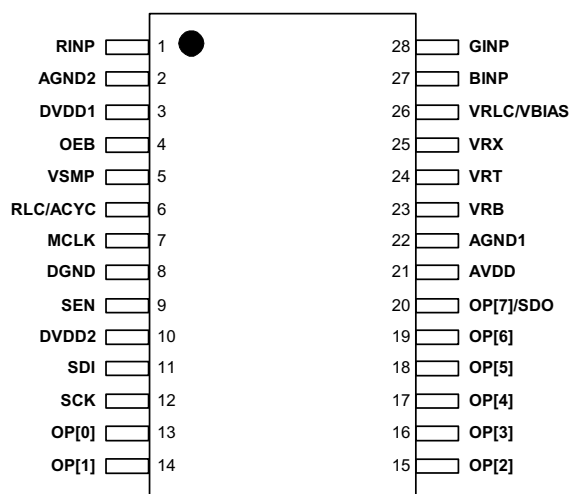 RINP 1 28 GINP
AGND2 2 27 BINP
DVDD1 3 26 VRLC/VBIAS
OEB 4 25 VRX
VSMP 5 24 VRT
RLC/ACYC 6 23 VRB
MCLK 7 22 AGND1
DGND 8 21 AVDD
SEN 9 20 OP[7]/SDO
DVDD2 10 19 OP[6]
SDI 11 18 OP[5]
SCK 12 17 OP[4]
OP[0] 13 16 OP[3]
OP[1] 14 15 OP[2]